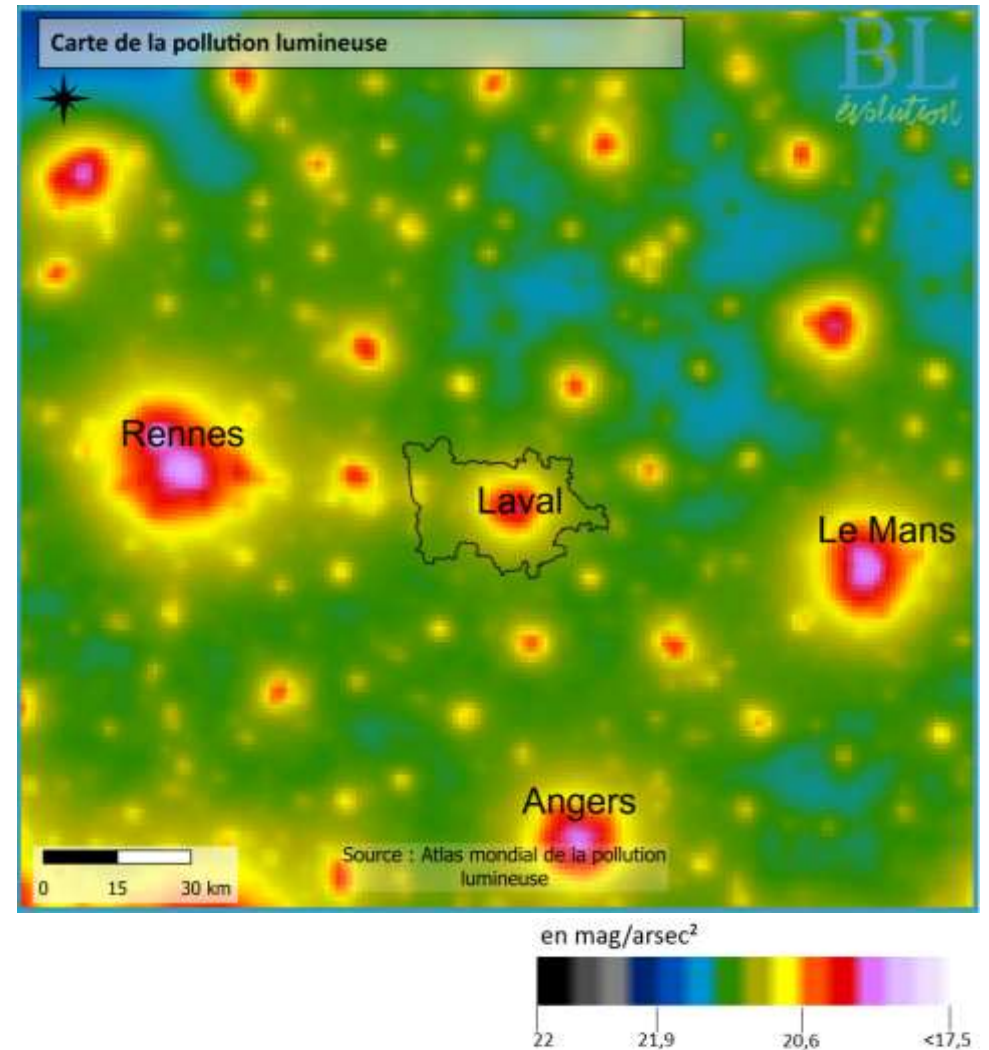 Carte de la pollution lumineuse
BL
évolution
Rennes
Laval
Le Mans
Angers
Source : Atlas mondial de la pollution
lumineuse
0 15 30 km
en mag/arsec²
22 21,9 20,6 <17,5